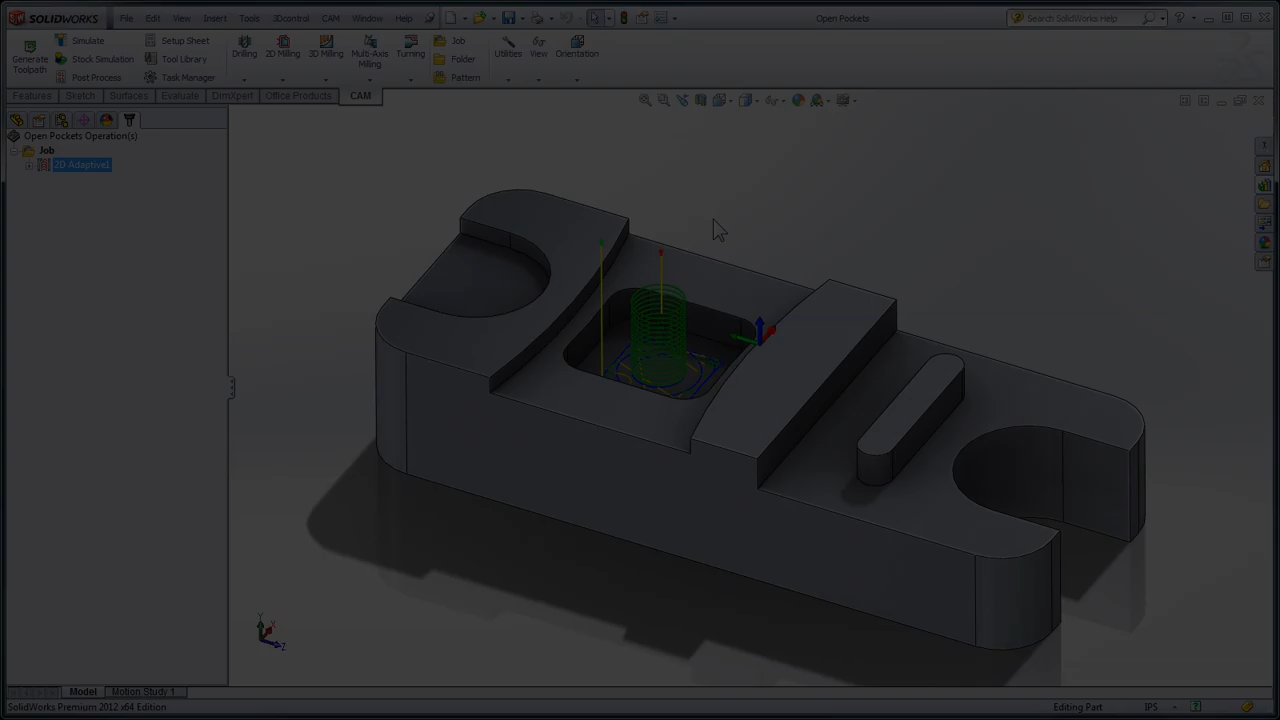 SOLIDWORKS File Edit View Insert Tools 3Dcontrol CAM Window Help Open Pockets Search SolidWorks Help
Generate Toolpath
Simulate
Stock Simulation
Post Process
Setup Sheet
Tool Library
Task Manager
Drilling
2D Milling
3D Milling
Multi-Axis Milling
Turning
Job
Folder
Pattern
Utilities
View
Orientation
Features Sketch Surfaces Evaluate DimXpert Office Products CAM
Open Pockets Operation(s)
Job
2D Adaptive1
Y
X
Z
Model Motion Study 1
SolidWorks Premium 2012 x64 Edition Editing Part IPS